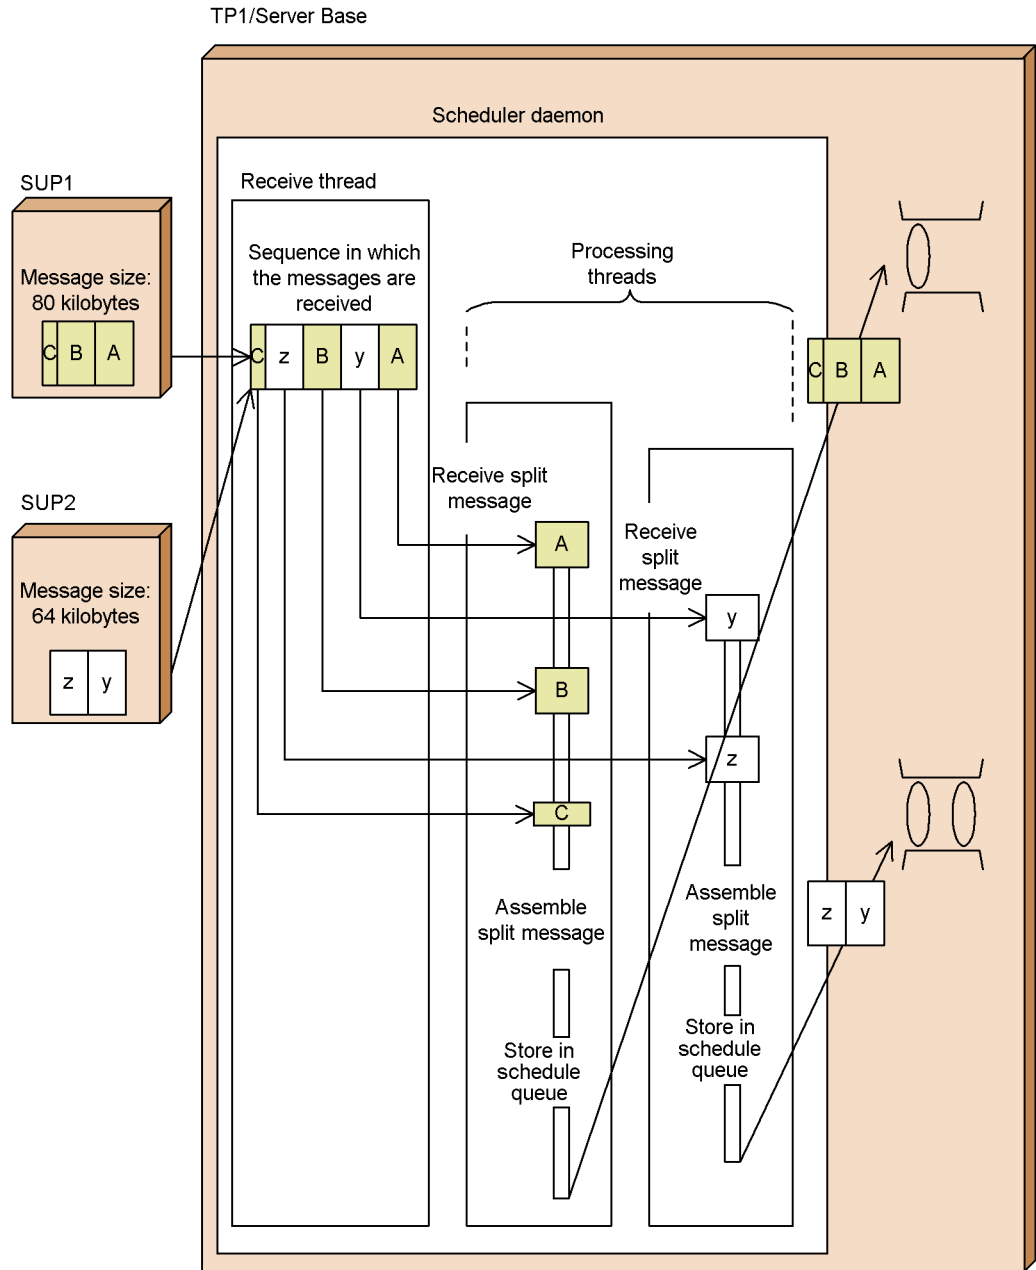 TP1/Server Base
Scheduler daemon
SUP1
Message size:
80 kilobytes
C B A
Receive thread
Sequence in which
the messages are
received
C z B y A
Processing
threads
C B A
SUP2
Message size:
64 kilobytes
z y
Receive split
message
A
B
C
Assemble
split message
Store in
schedule
queue
Receive
split
message
y
z
Assemble
split
message
Store in
schedule
queue
z y